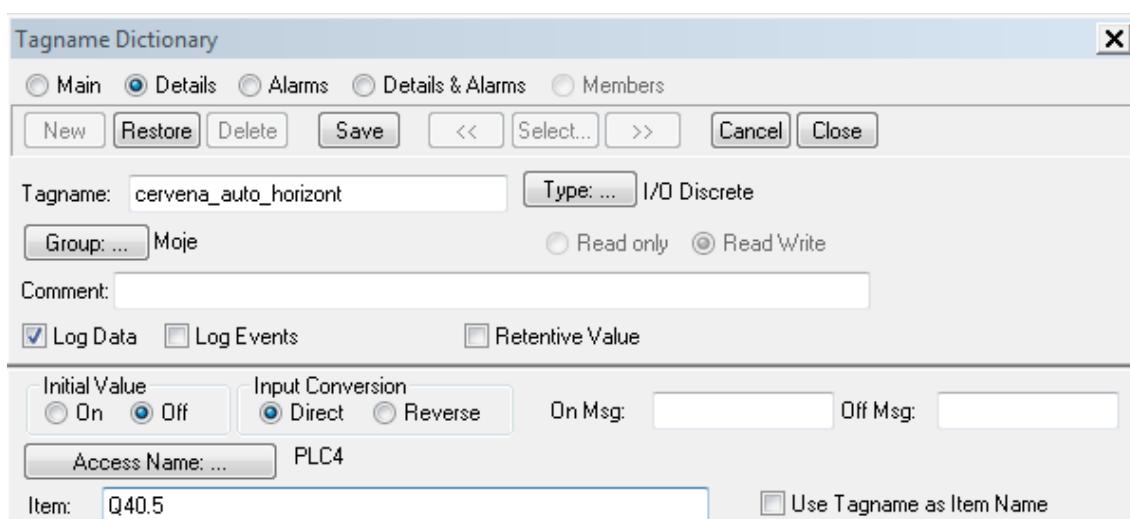 Tagname Dictionary
Main Details Alarms Details & Alarms Members
New Restore Delete Save << Select... >> Cancel Close
Tagname: cervena_auto_horizont Type: ... I/O Discrete
Group: ... Moje Read only Read Write
Comment:
Log Data Log Events Retentive Value
Initial Value Input Conversion
On Off Direct Reverse On Msg: Off Msg:
Access Name: ... PLC4
Item: Q40.5 Use Tagname as Item Name